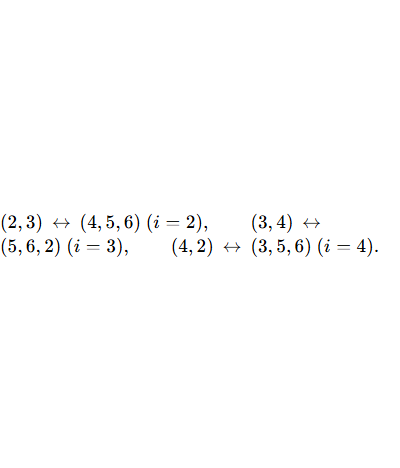 (2, 3) ↔ (4, 5, 6) (i = 2), (3, 4) ↔
(5, 6, 2) (i = 3), (4, 2) ↔ (3, 5, 6) (i = 4).